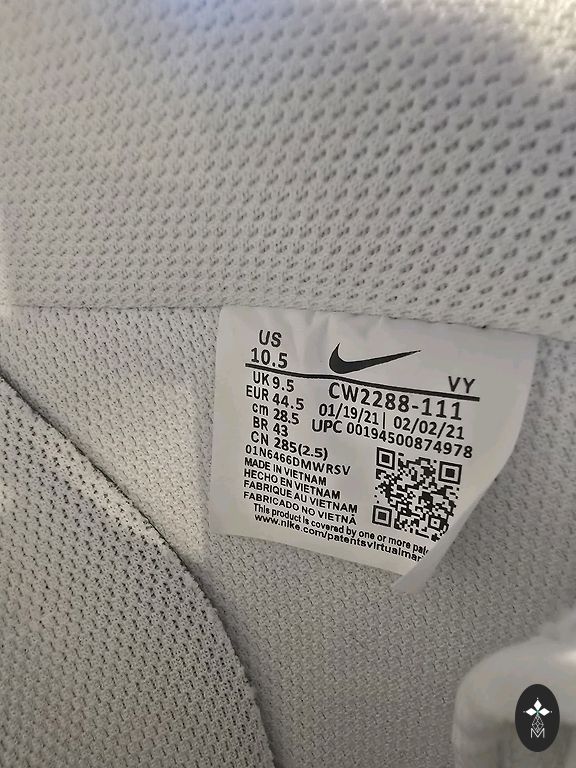 US
10.5
VY
UK 9.5
CW2288-111
EUR 44.5
01/19/21 | 02/02/21
cm 28.5
UPC 00194500874978
BR 43
CN 285(2.5)
01N6466DMWRSV
MADE IN VIETNAM
HECHO EN VIETNAM
FABRIQUE AU VIETNAM
FABRICADO NO VIETNÃ
This product is covered by one or more
www.nike.com/patentsvirtual
M